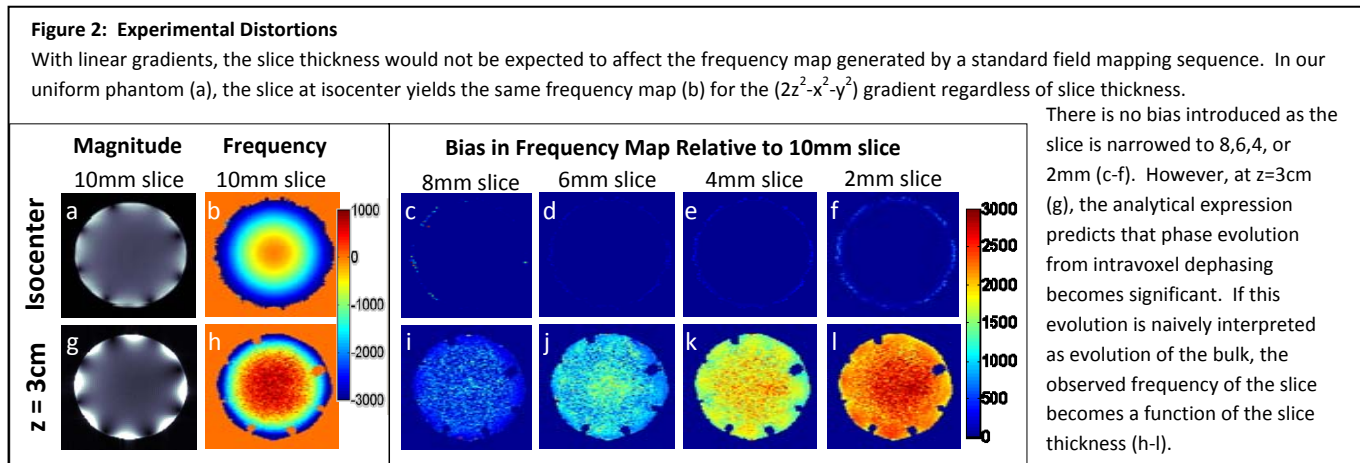 Figure 2: Experimental Distortions
With linear gradients, the slice thickness would not be expected to affect the frequency map generated by a standard field mapping sequence. In our
uniform phantom (a), the slice at isocenter yields the same frequency map (b) for the (2z²-x²-y²) gradient regardless of slice thickness.
Magnitude
10mm slice
Frequency
10mm slice
Bias in Frequency Map Relative to 10mm slice
8mm slice 6mm slice 4mm slice 2mm slice
Isocenter
a b c d e f
1000
0
-1000
-2000
-3000
3000
2500
2000
1500
1000
500
0
z = 3cm
g h i j k l
There is no bias introduced as the
slice is narrowed to 8,6,4, or
2mm (c-f). However, at z=3cm
(g), the analytical expression
predicts that phase evolution
from intravoxel dephasing
becomes significant. If this
evolution is naively interpreted
as evolution of the bulk, the
observed frequency of the slice
becomes a function of the slice
thickness (h-l).